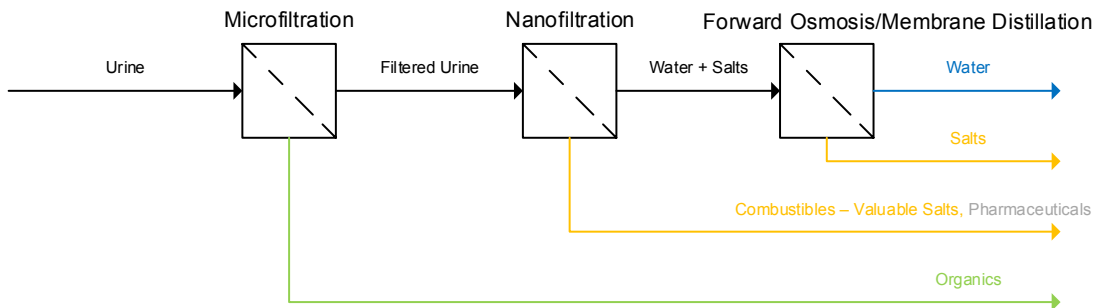 Microfiltration
Nanofiltration
Forward Osmosis/Membrane Distillation
Urine
Filtered Urine
Water + Salts
Water
Salts
Combustibles – Valuable Salts, Pharmaceuticals
Organics